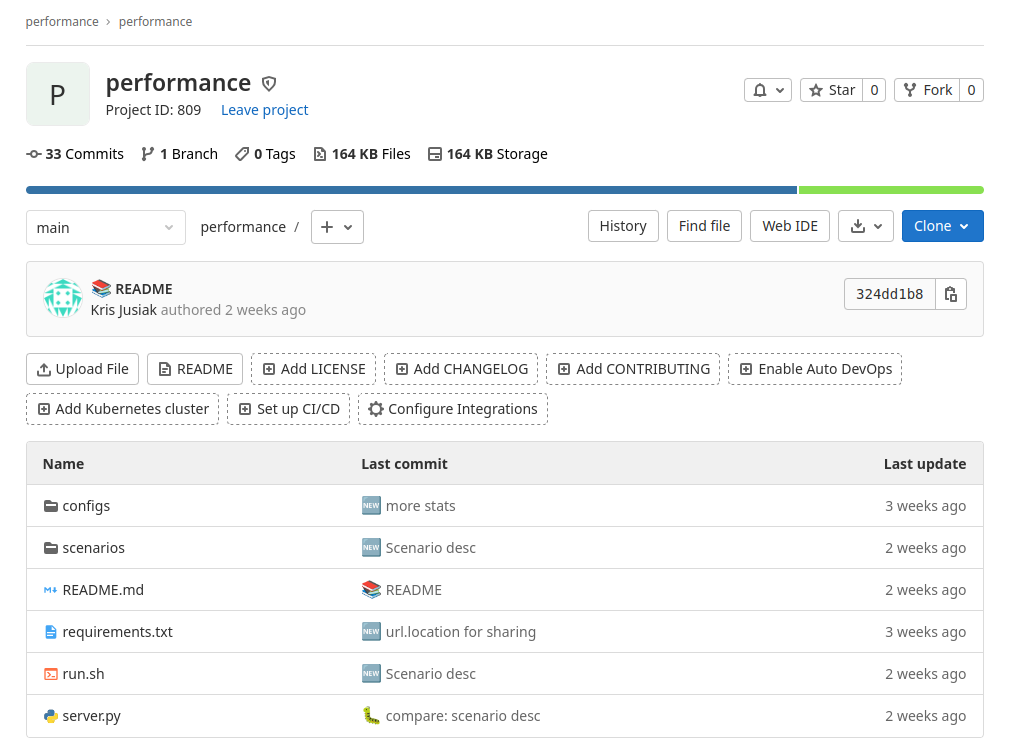 performance › performance
P
performance
Project ID: 809 Leave project
Star 0 Fork 0
33 Commits 1 Branch 0 Tags 164 KB Files 164 KB Storage
main performance / + History Find file Web IDE Clone
📚 README
Kris Jusiak authored 2 weeks ago
324dd1b8
Upload File README Add LICENSE Add CHANGELOG Add CONTRIBUTING Enable Auto DevOps
Add Kubernetes cluster Set up CI/CD Configure Integrations
Name Last commit Last update
configs 🆕 more stats 3 weeks ago
scenarios 🆕 Scenario desc 2 weeks ago
README.md 📚 README 2 weeks ago
requirements.txt 🆕 url.location for sharing 3 weeks ago
run.sh 🆕 Scenario desc 2 weeks ago
server.py 🐛 compare: scenario desc 2 weeks ago